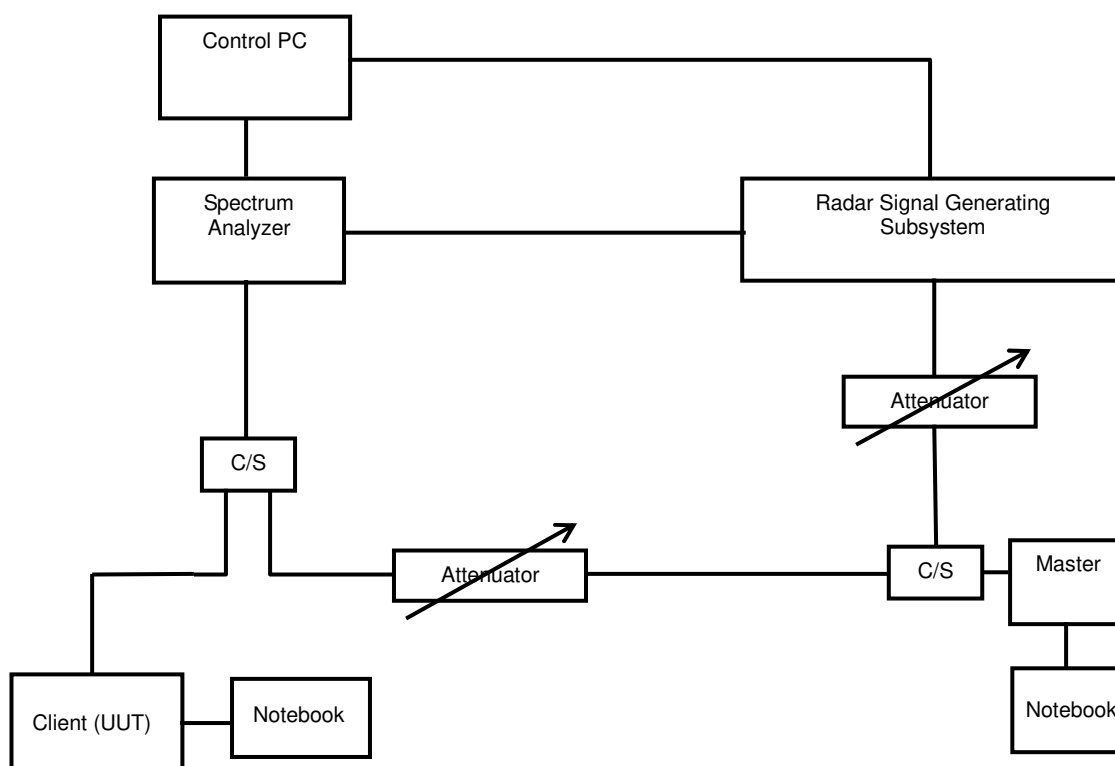 Control PC
Spectrum
Analyzer
Radar Signal Generating
Subsystem
Attenuator
C/S
Attenuator
C/S
Master
Client (UUT)
Notebook
Notebook